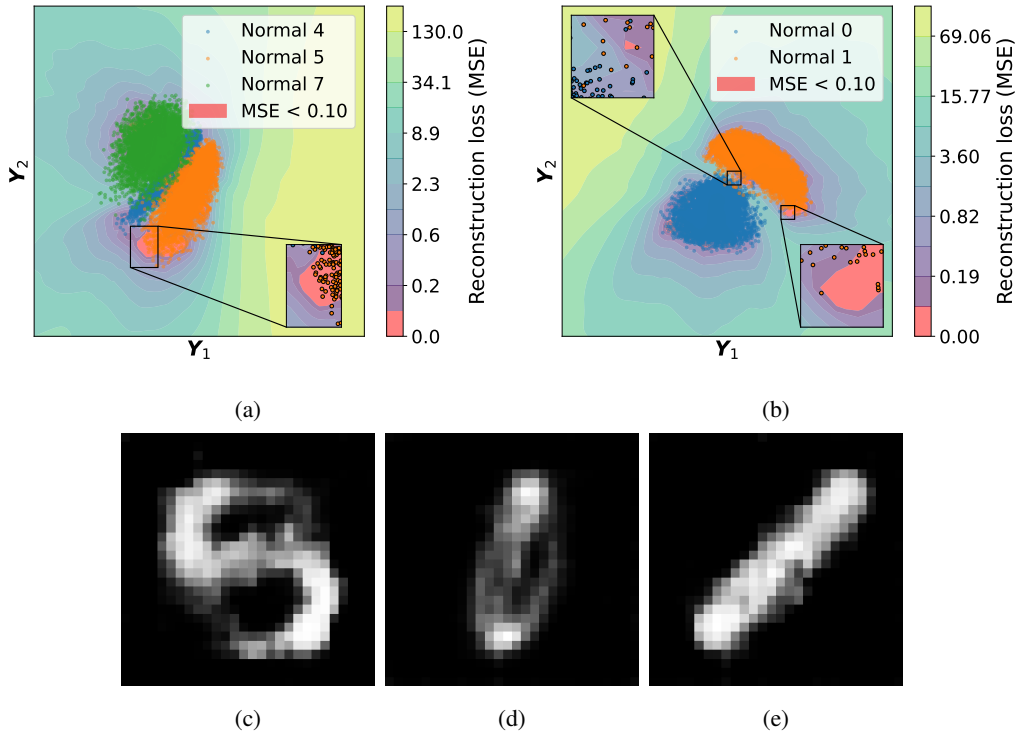 Normal 4
Normal 5
Normal 7
MSE < 0.10
Y₂
Y₁
130.0
34.1
8.9
2.3
0.6
0.2
0.0
Reconstruction loss (MSE)
Normal 0
Normal 1
MSE < 0.10
Y₂
Y₁
69.06
15.77
3.60
0.82
0.19
0.00
Reconstruction loss (MSE)
(a)
(b)
(c)
(d)
(e)